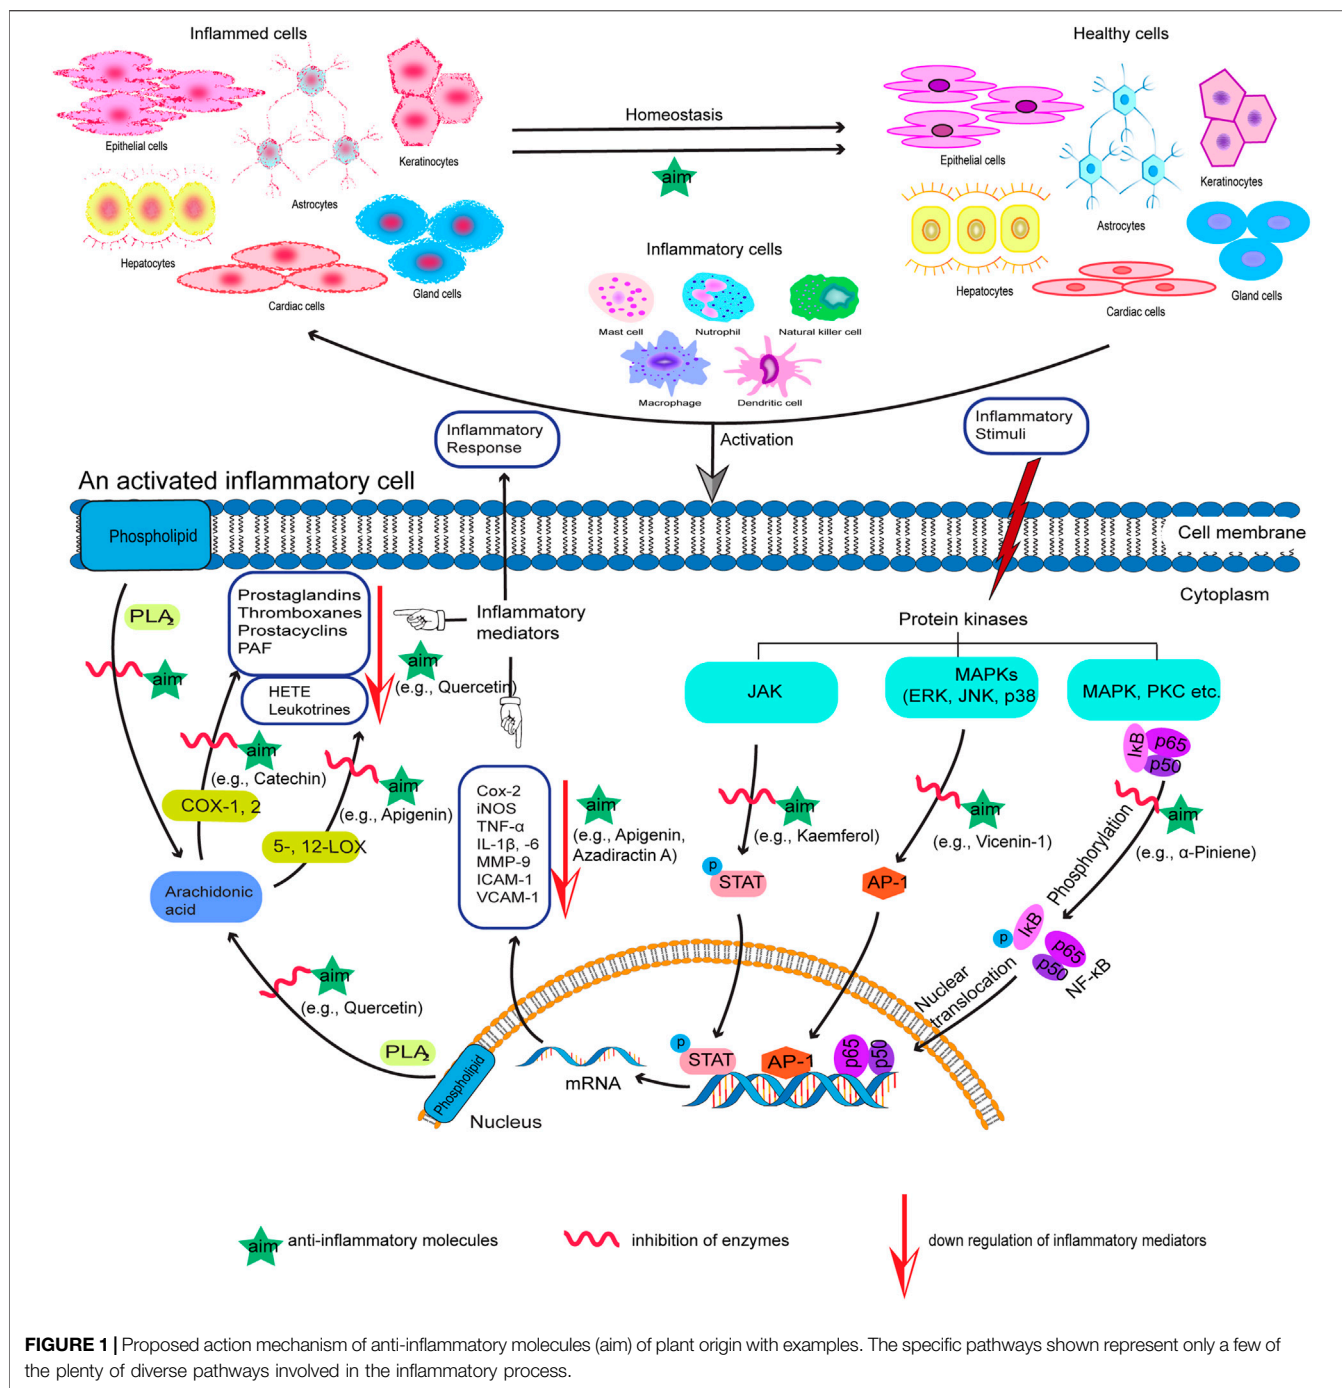 Inflammed cells
Healthy cells
Epithelial cells
Astrocytes
Keratinocytes
Hepatocytes
Cardiac cells
Gland cells
Homeostasis
aim
Epithelial cells
Astrocytes
Keratinocytes
Hepatocytes
Cardiac cells
Gland cells
Inflammatory cells
Mast cell
Nutrophil
Natural killer cell
Macrophage
Dendritic cell
Activation
Inflammatory
Response
Inflammatory
Stimuli
An activated inflammatory cell
Phospholipid
Cell membrane
Cytoplasm
PLA2
aim
Prostaglandins
Thromboxanes
Prostacyclins
PAF
HETE
Leukotrines
aim
(e.g., Quercetin)
Inflammatory
mediators
aim
(e.g., Catechin)
COX-1, 2
aim
(e.g., Apigenin)
5-, 12-LOX
Arachidonic
acid
Cox-2
iNOS
TNF-α
IL-1β, -6
MMP-9
ICAM-1
VCAM-1
aim
(e.g., Apigenin,
Azadiractin A)
Protein kinases
JAK
MAPKs
(ERK, JNK, p38
MAPK, PKC etc.
IκB
p65
p50
aim
(e.g., Kaemferol)
aim
(e.g., Vicenin-1)
aim
(e.g., α-Piniene)
Phosphorylation
p
STAT
AP-1
p
IκB
p65
p50
NF-κB
Nuclear
translocation
aim
(e.g., Quercetin)
PLA2
Phospholipid
Nucleus
mRNA
p
STAT
AP-1
p65
p50
aim
anti-inflammatory molecules
inhibition of enzymes
down regulation of inflammatory mediators
FIGURE 1 | Proposed action mechanism of anti-inflammatory molecules (aim) of plant origin with examples. The specific pathways shown represent only a few of
the plenty of diverse pathways involved in the inflammatory process.